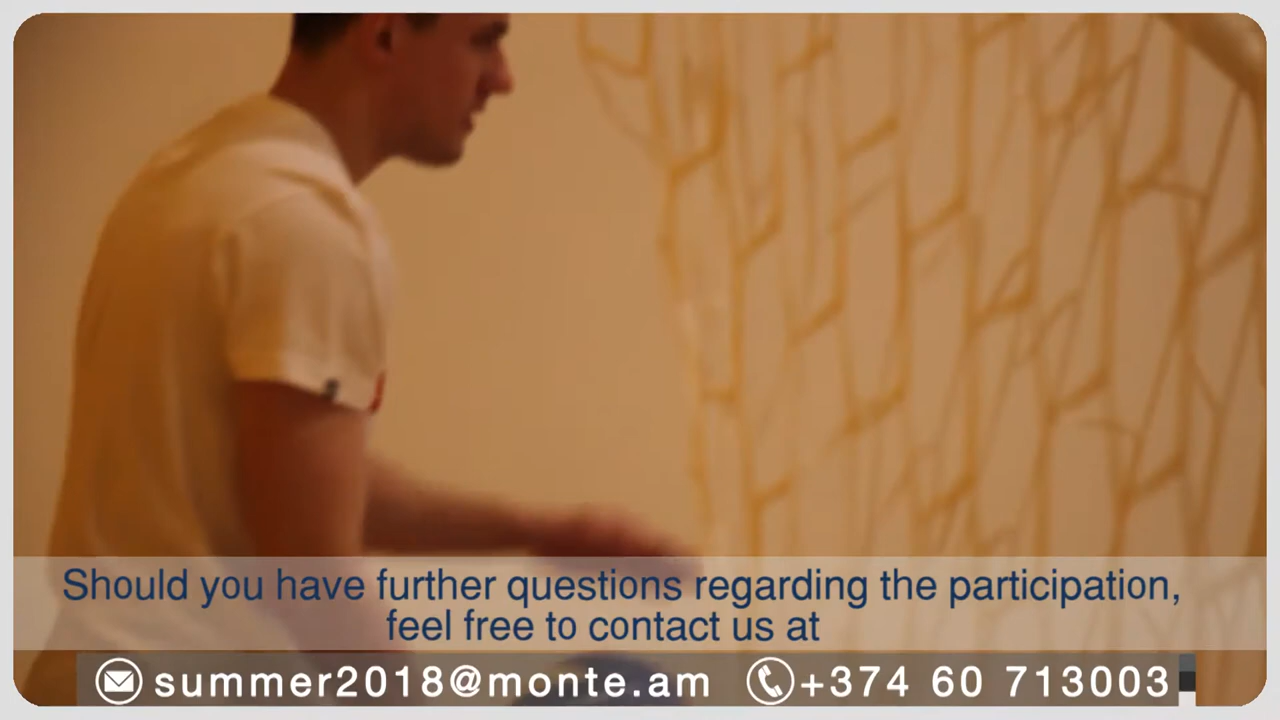 Should you have further questions regarding the participation,
feel free to contact us at
summer2018@monte.am +374 60 713003